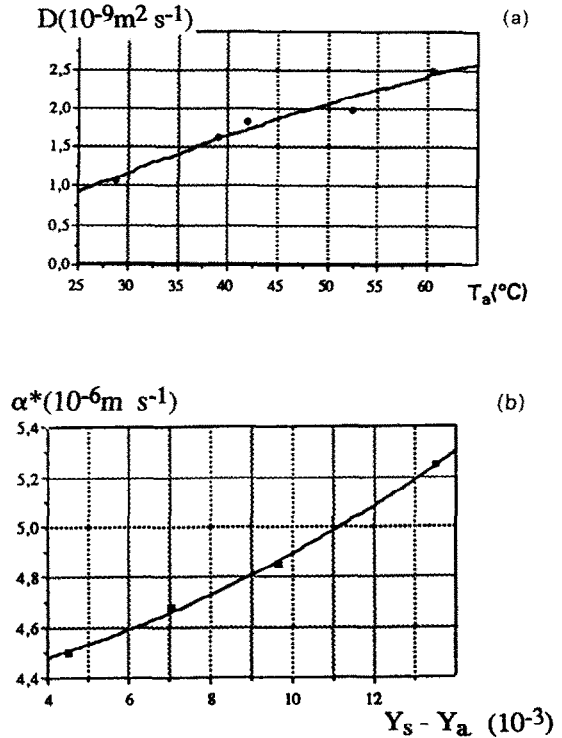 D(10⁻⁹m² s⁻¹)
(a)
2,5
2,0
1,5
1,0
0,5
0,0
25 30 35 40 45 50 55 60
Tₐ(°C)
α*(10⁻⁶m s⁻¹)
(b)
5,4
5,2
5,0
4,8
4,6
4,4
4 6 8 10 12
Yₛ - Yₐ (10⁻³)